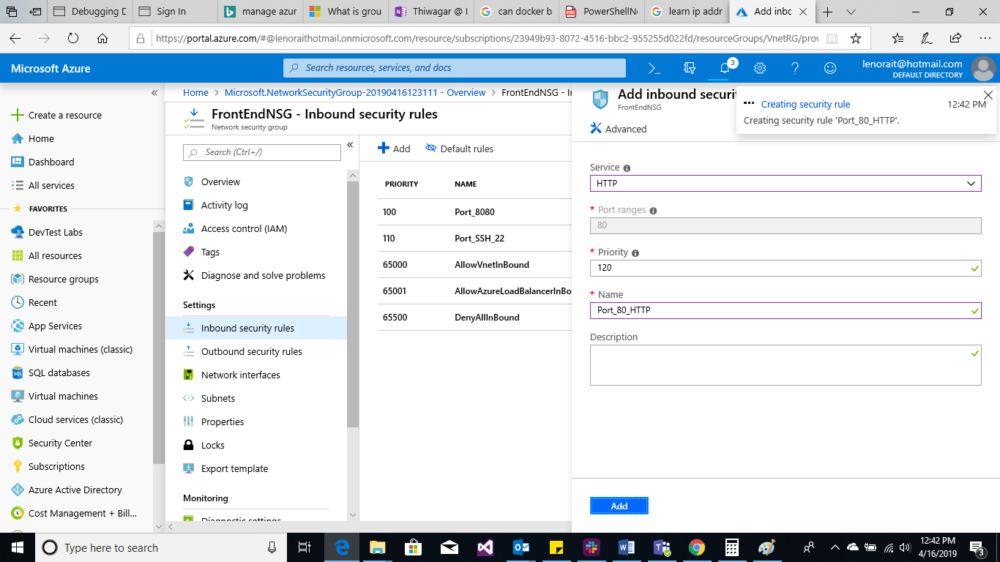 Debugging D
Sign In
manage azur
What is grou
Thiwagar @ I
can docker b
PowerShellNo
learn ip addr
Add inbc
https://portal.azure.com/#@lenoraithotmail.onmicrosoft.com/resource/subscriptions/23949b93-8072-4516-bbc2-955255d022fd/resourceGroups/VnetRG/prov
Microsoft Azure
Search resources, services, and docs
3
lenorait@hotmail.com
DEFAULT DIRECTORY
Create a resource
Home
Dashboard
All services
FAVORITES
DevTest Labs
All resources
Resource groups
Recent
App Services
Virtual machines (classic)
SQL databases
Virtual machines
Cloud services (classic)
Security Center
Subscriptions
Azure Active Directory
Cost Management + Bill...
Home > Microsoft.NetworkSecurityGroup-20190416123111 - Overview > FrontEndNSG - I
FrontEndNSG - Inbound security rules
Network security group
Search (Ctrl+/)
Overview
Activity log
Access control (IAM)
Tags
Diagnose and solve problems
Settings
Inbound security rules
Outbound security rules
Network interfaces
Subnets
Properties
Locks
Export template
Monitoring
Diagnostic settings
Add
Default rules
PRIORITY NAME
100 Port_8080
110 Port_SSH_22
65000 AllowVnetInBound
65001 AllowAzureLoadBalancerInBo
65500 DenyAllInBound
Add inbound securit
FrontEndNSG
Creating security rule 12:42 PM
Creating security rule 'Port_80_HTTP'.
Advanced
Service
HTTP
* Port ranges
80
* Priority
120
* Name
Port_80_HTTP
Description
Add
Type here to search
12:42 PM
4/16/2019
3